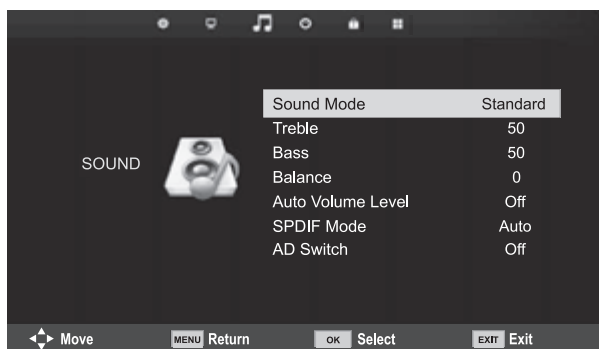 SOUND
Sound Mode Standard
Treble 50
Bass 50
Balance 0
Auto Volume Level Off
SPDIF Mode Auto
AD Switch Off
Move MENU Return OK Select EXIT Exit